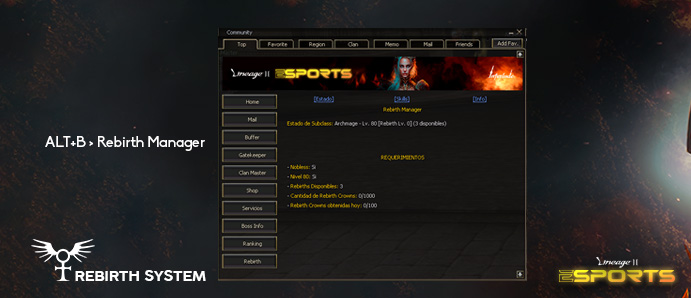 Community
Top Favorite Region Clan Memo Mail Friends Add Fav.
Lineage II ESPORTS Interlude
[Estado] [Skills] [Info]
Rebirth Manager
Estado de Subclass: Archmage - Lv. 80 [Rebirth Lv. 0] (3 disponibles)
REQUERIMIENTOS
- Nobless: Si
- Nivel 80: Si
- Rebirths Disponibles: 3
- Cantidad de Rebirth Crowns: 0/1000
- Rebirth Crowns obtenidas hoy: 0/100
Home
Mail
Buffer
Gatekeeper
Clan Master
Shop
Servicios
Boss Info
Ranking
Rebirth
ALT+B > Rebirth Manager
REBIRTH SYSTEM
Lineage II
ESPORTS